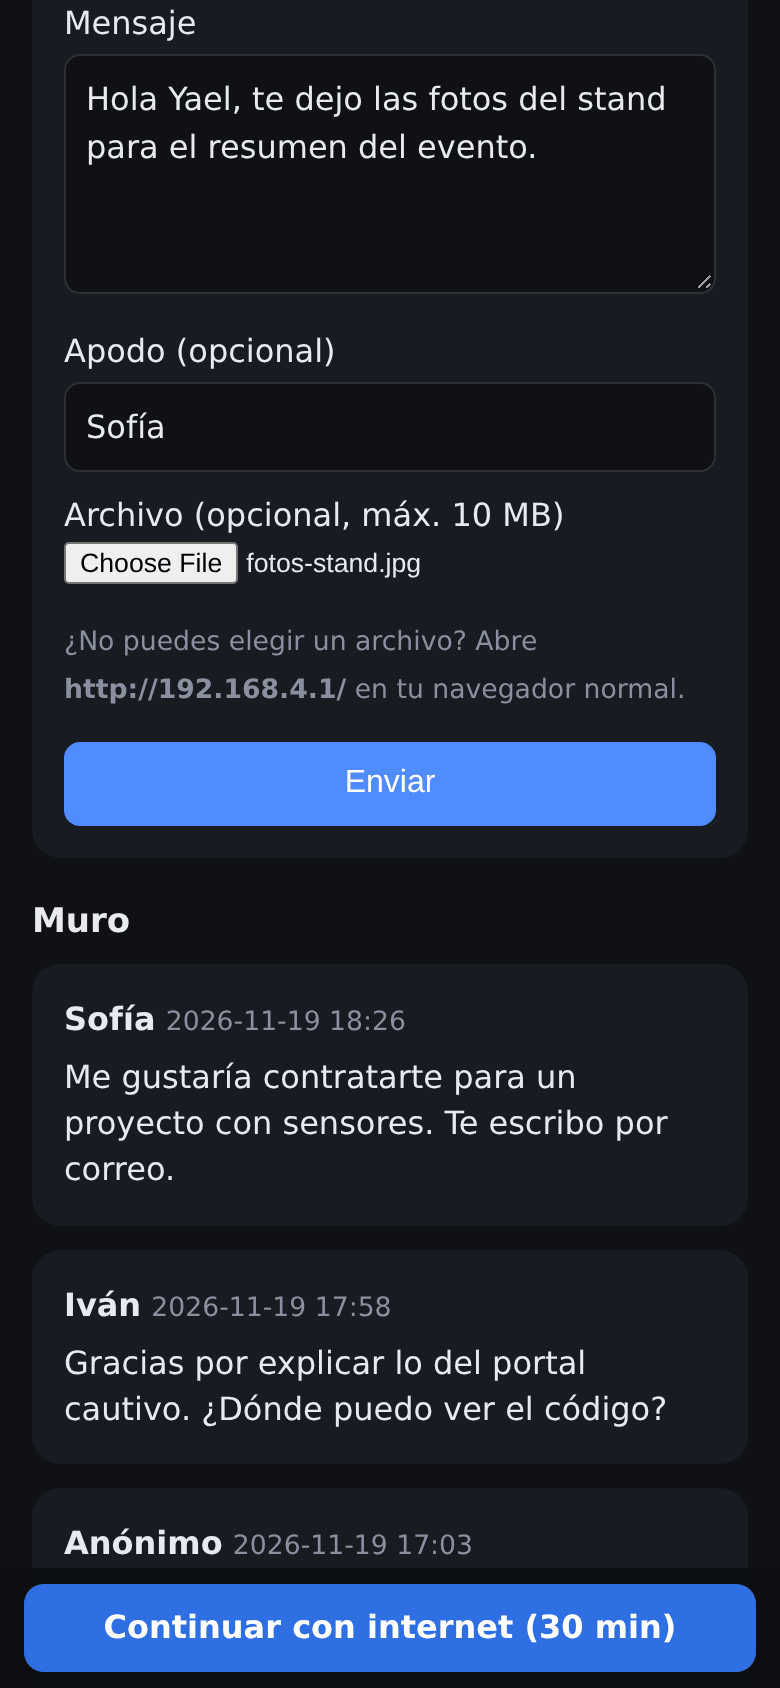 Mensaje
Hola Yael, te dejo las fotos del stand
para el resumen del evento.
Apodo (opcional)
Sofía
Archivo (opcional, máx. 10 MB)
Choose File fotos-stand.jpg
¿No puedes elegir un archivo? Abre
http://192.168.4.1/ en tu navegador normal.
Enviar
Muro
Sofía 2026-11-19 18:26
Me gustaría contratarte para un
proyecto con sensores. Te escribo por
correo.
Iván 2026-11-19 17:58
Gracias por explicar lo del portal
cautivo. ¿Dónde puedo ver el código?
Anónimo 2026-11-19 17:03
Continuar con internet (30 min)